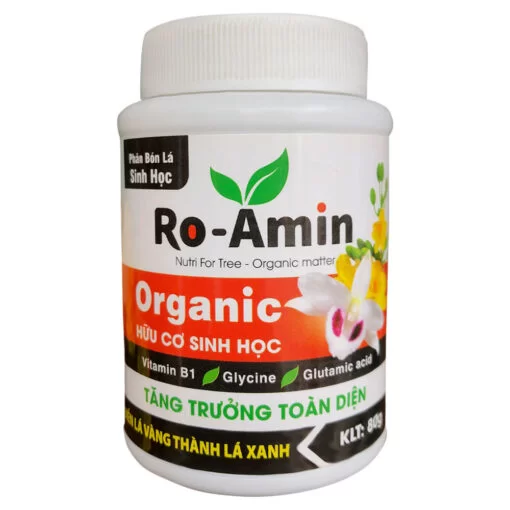 Phân Bón Lá
Sinh Học
Ro-Amin
Nutri For Tree - Organic matter
Organic
HỮU CƠ SINH HỌC
Vitamin B1 Glycine Glutamic acid
TĂNG TRƯỞNG TOÀN DIỆN
LÁ VÀNG THÀNH LÁ XANH
KLT: 80g